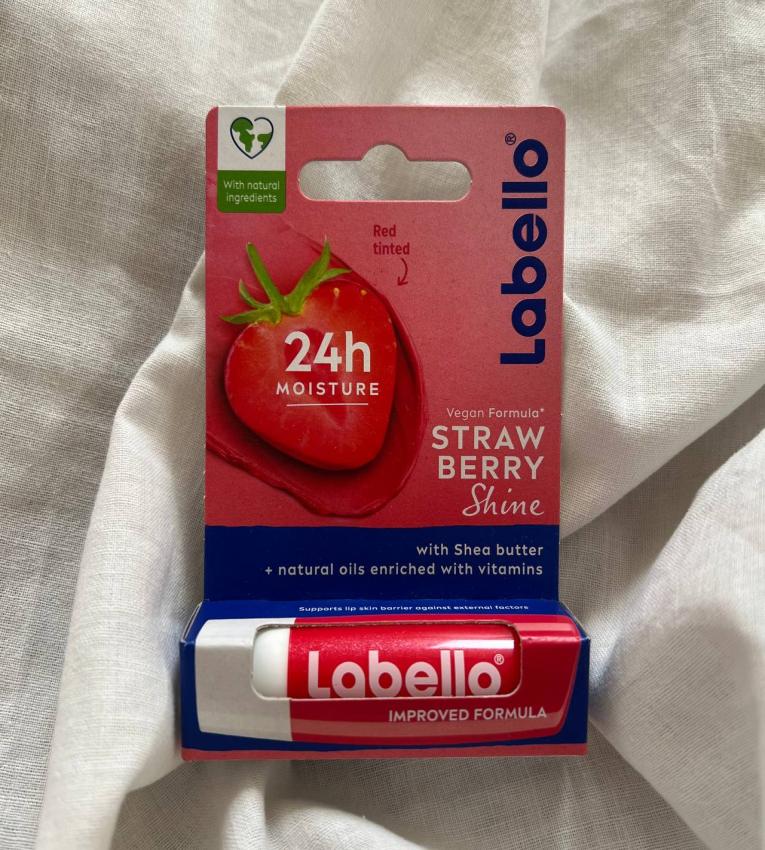 With natural
ingredients
Labello®
Red
tinted
24h
MOISTURE
Vegan Formula*
STRAW
BERRY
Shine
with Shea butter
+ natural oils enriched with vitamins
Supports lip skin barrier against external factors
Labello®
IMPROVED FORMULA